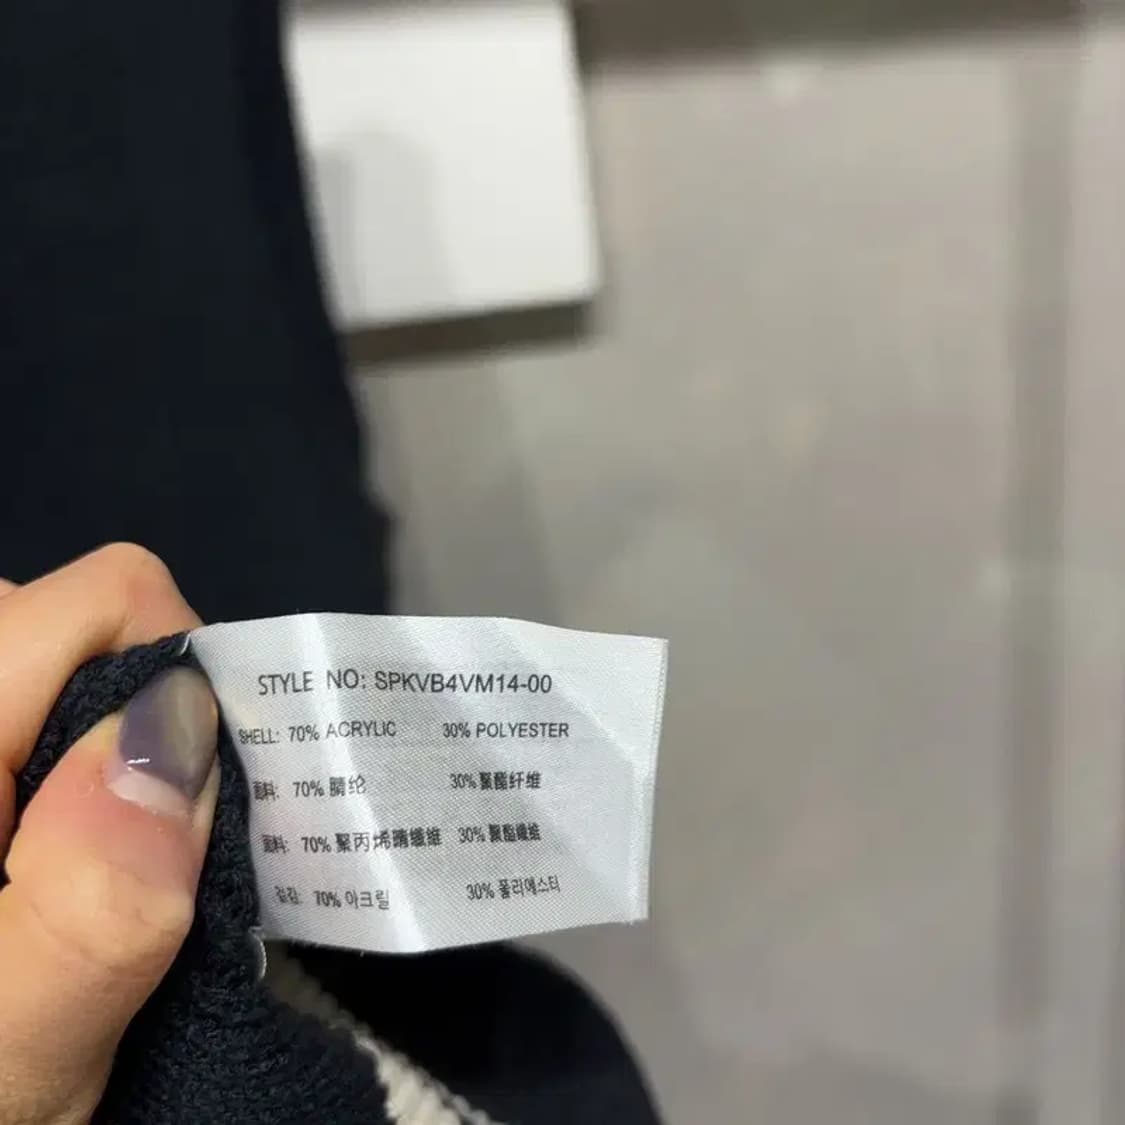 STYLE NO: SPKVB4VM14-00
SHELL: 70% ACRYLIC 30% POLYESTER
面料: 70% 腈纶 30% 聚酯纤维
面料: 70% 聚丙烯腈纖維 30% 聚酯纖維
겉감: 70% 아크릴 30% 폴리에스터